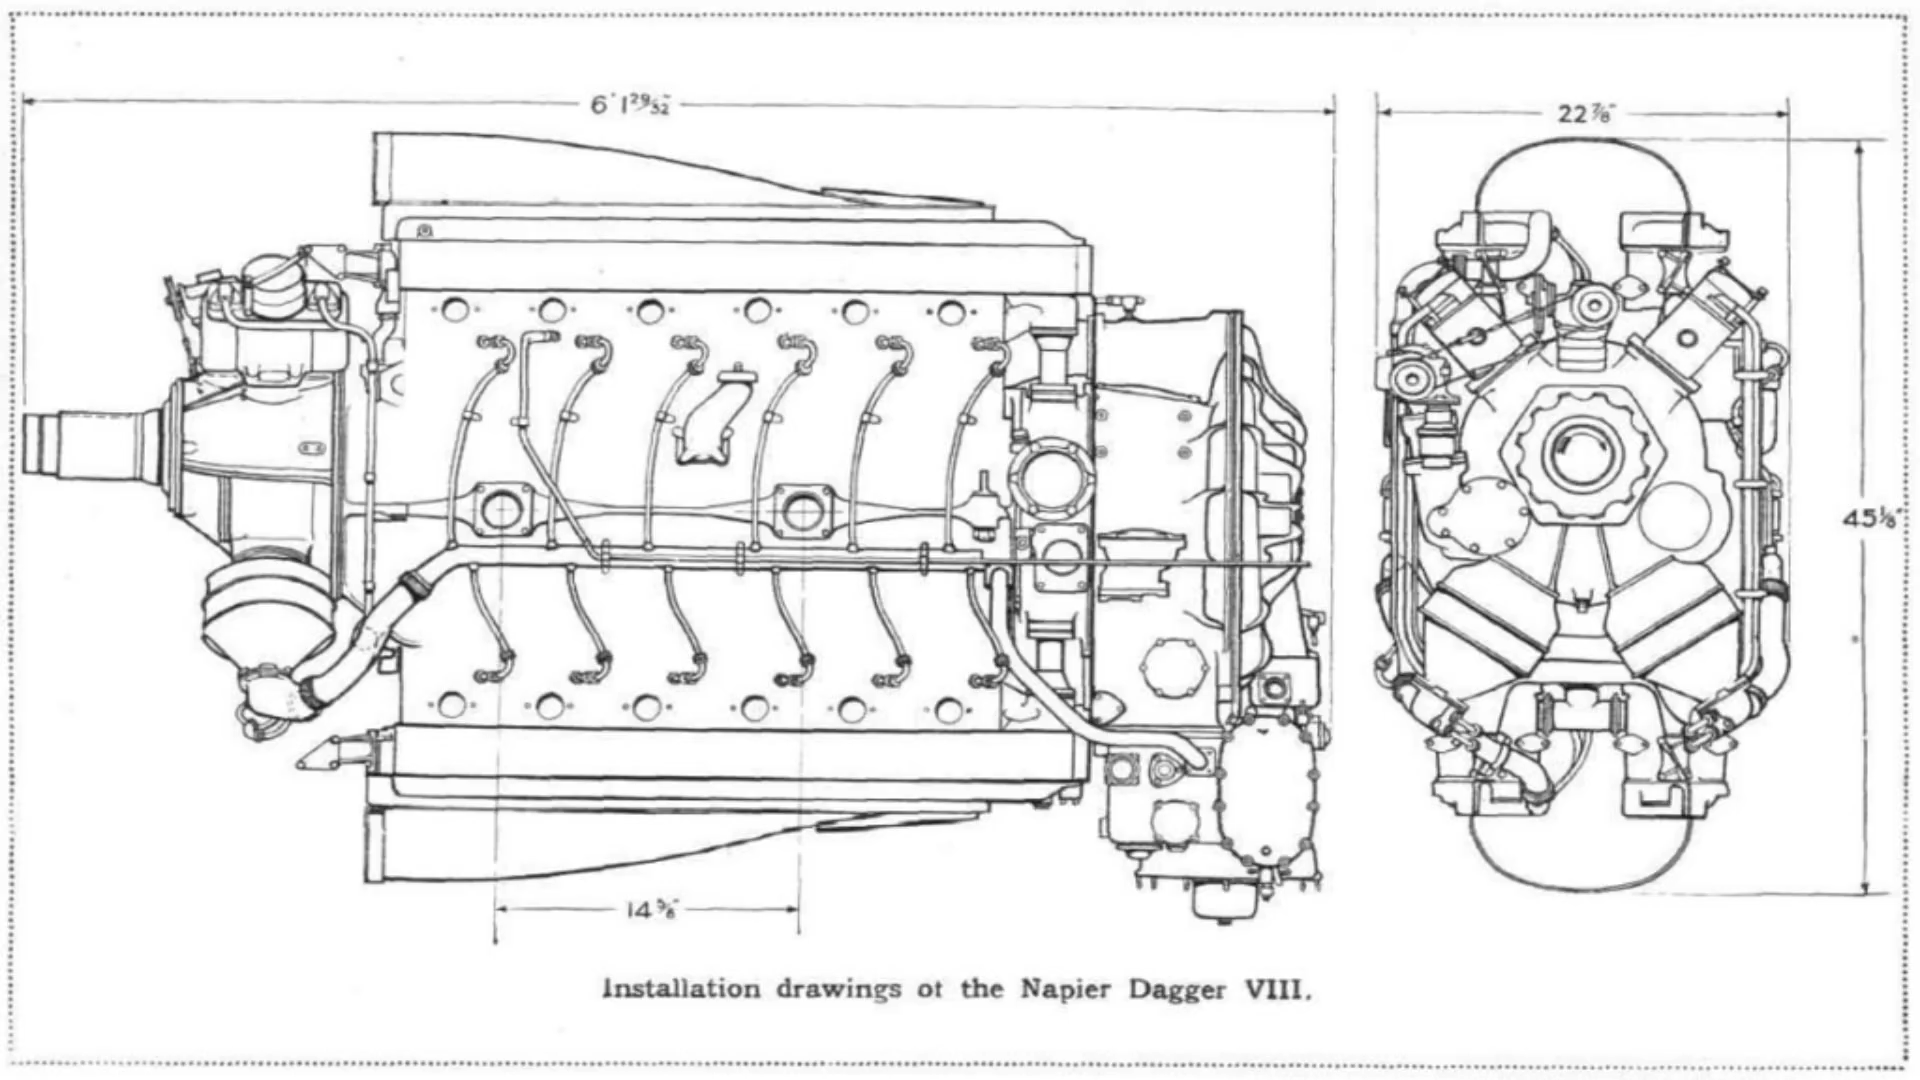 6' 1 29/32"
22 7/8"
45 1/8"
14 5/8"
Installation drawings of the Napier Dagger VIII.